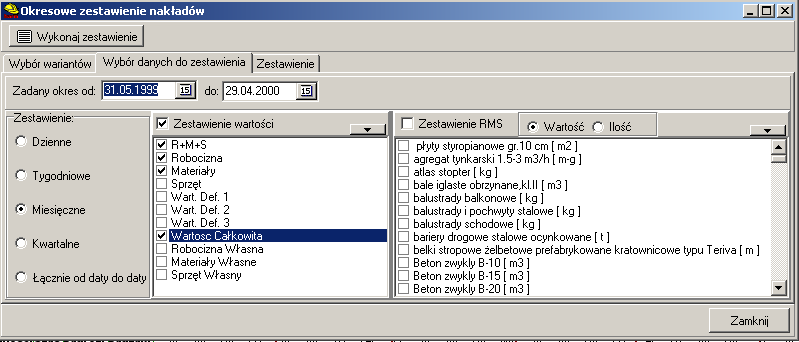 Okresowe zestawienie nakładów
Wykonaj zestawienie
Wybór wariantów
Wybór danych do zestawienia
Zestawienie
Zadany okres od: 31.05.1999 15 do: 29.04.2000 15
Zestawienie:
Dzienne
Tygodniowe
Miesięczne
Kwartalne
Łącznie od daty do daty
Zestawienie wartości
R+M+S
Robocizna
Materiały
Sprzęt
Wart. Def. 1
Wart. Def. 2
Wart. Def. 3
Wartosc Całkowita
Robocizna Własna
Materiały Własne
Sprzęt Własny
Zestawienie RMS
Wartość
Ilość
płyty styropianowe gr.10 cm [ m2 ]
agregat tynkarski 1.5-3 m3/h [ m-g ]
atlas stopter [ kg ]
bale iglaste obrzynane,kl.II [ m3 ]
balustrady balkonowe [ kg ]
balustrady i pochwyty stalowe [ kg ]
balustrady schodowe [ kg ]
bariery drogowe stalowe ocynkowane [ t ]
belki stropowe żelbetowe prefabrykowane kratownicowe typu Teriva [ m ]
Beton zwykły B-10 [ m3 ]
Beton zwykły B-15 [ m3 ]
Beton zwykły B-20 [ m3 ]
Zamknij